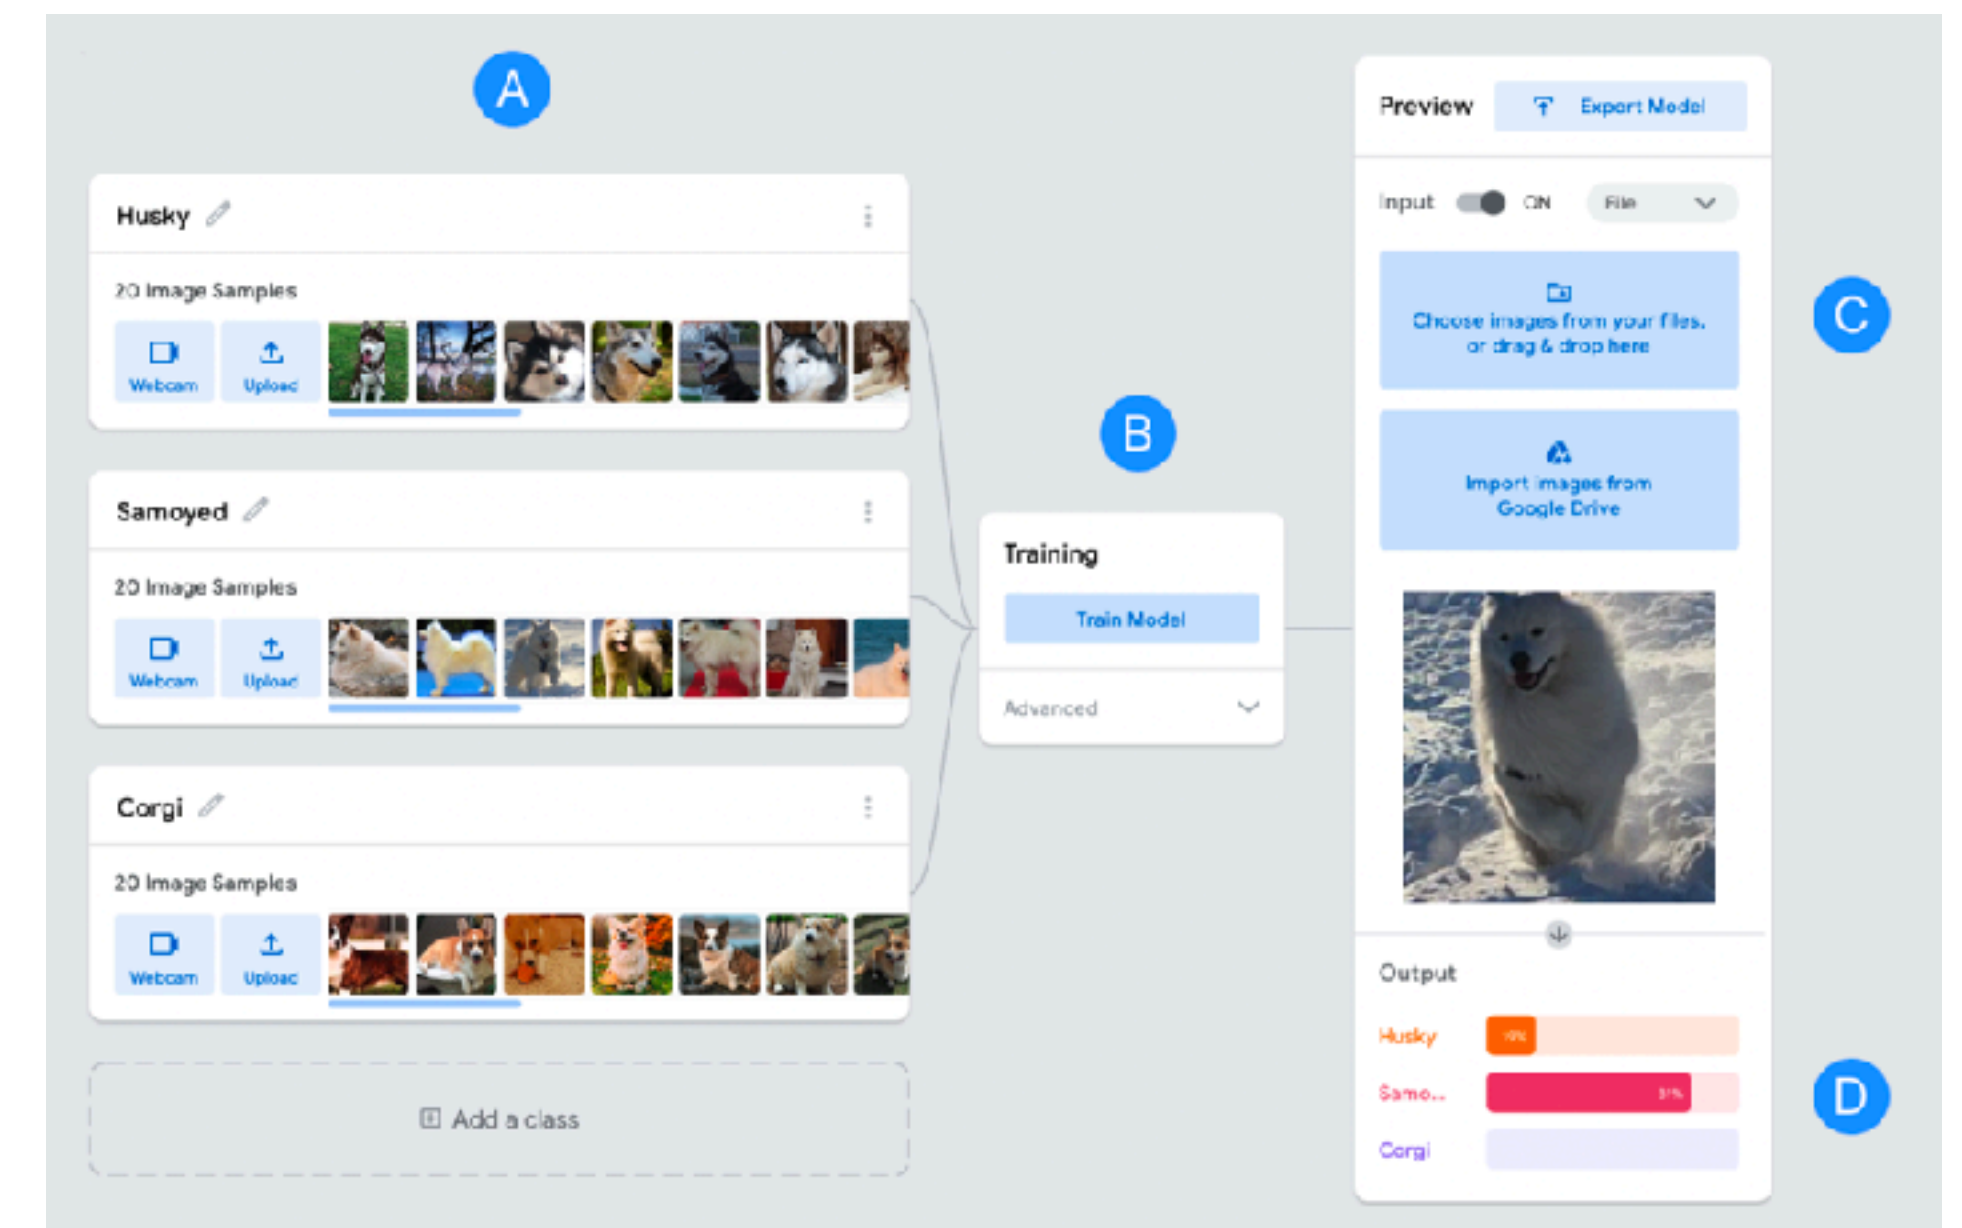 A
Husky
20 Image Samples
Webcam
Upload
Samoyed
20 Image Samples
Webcam
Upload
Corgi
20 Image Samples
Webcam
Upload
Add a class
B
Training
Train Model
Advanced
Preview
Export Model
Input
ON
File
Choose images from your files,
or drag & drop here
Import images from
Google Drive
C
Output
Husky
Samo...
Corgi
D